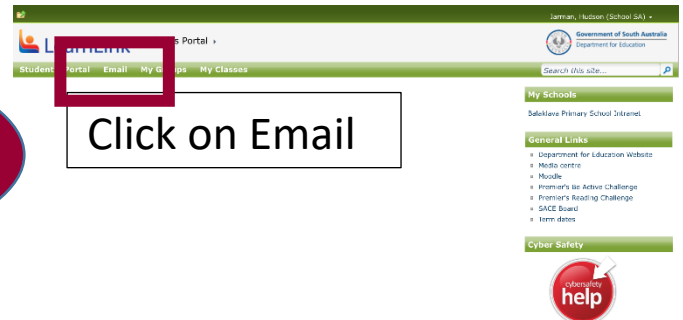 Jarman, Hudson (School SA)
LearnLink
s Portal
Government of South Australia
Department for Education
Student Portal Email My Groups My Classes
Search this site...
My Schools
Balaklava Primary School Intranet
Click on Email
General Links
Department for Education Website
Media centre
Moodle
Premier's Be Active Challenge
Premier's Reading Challenge
SACE Board
Term dates
Cyber Safety
cybersafety
help